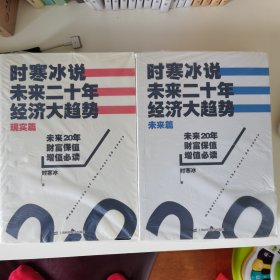 时寒冰说
未来二十年
经济大趋势
现实篇
未来20年
财富保值
增值必读
时寒冰
时寒冰说
未来二十年
经济大趋势
未来篇
未来20年
财富保值
增值必读
时寒冰